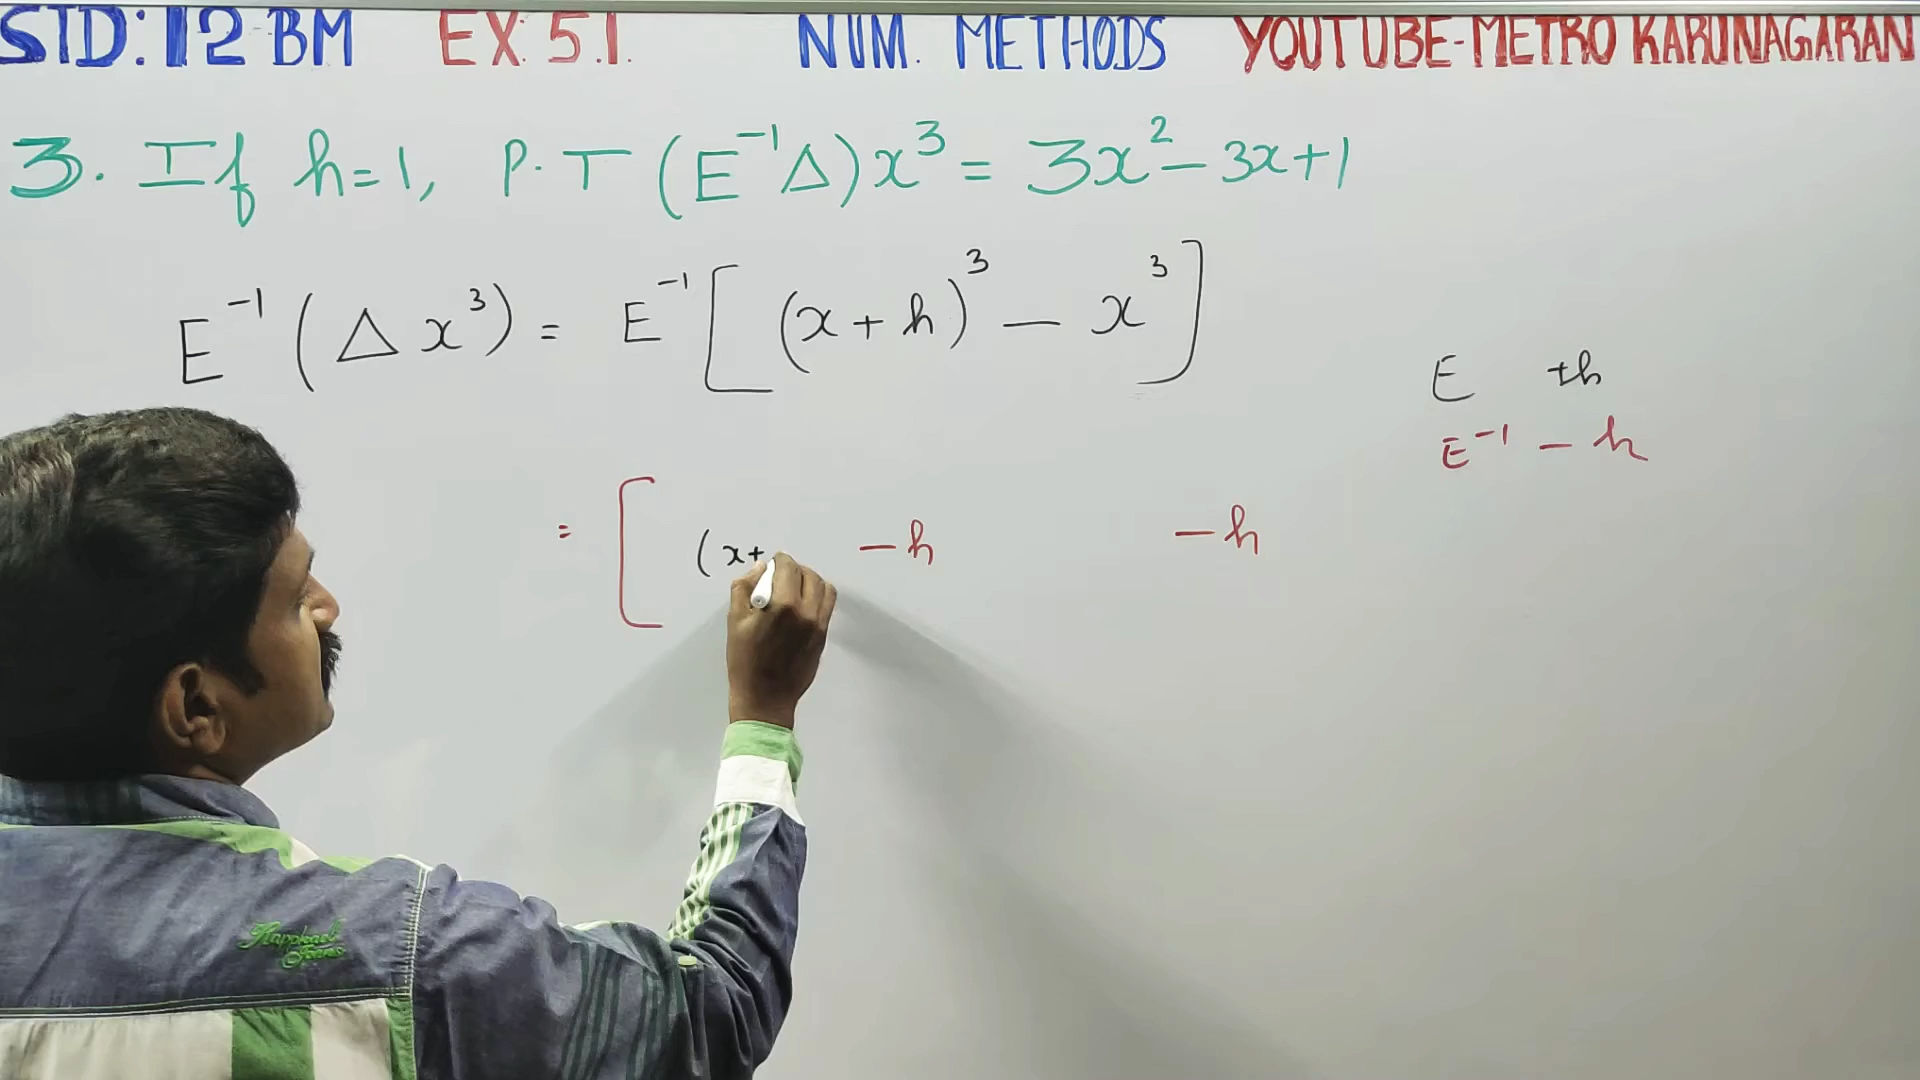 STD: 12 BM EX. 5.1. NUM. METHODS YOUTUBE-METRO KARUNAGARAN
3. If h=1, P.T (E⁻¹Δ)x³ = 3x² - 3x + 1
E⁻¹(Δx³) = E⁻¹[(x+h)³ - x³]
E +h
E⁻¹ - h
= [ (x+ - h - h
Kapphael